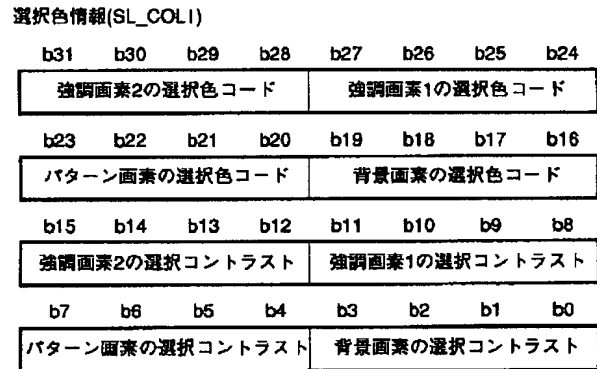 選択色情報(SL_COLI)
b31 b30 b29 b28 b27 b26 b25 b24
強調画素2の選択色コード 強調画素1の選択色コード
b23 b22 b21 b20 b19 b18 b17 b16
パターン画素の選択色コード 背景画素の選択色コード
b15 b14 b13 b12 b11 b10 b9 b8
強調画素2の選択コントラスト 強調画素1の選択コントラスト
b7 b6 b5 b4 b3 b2 b1 b0
パターン画素の選択コントラスト 背景画素の選択コントラスト